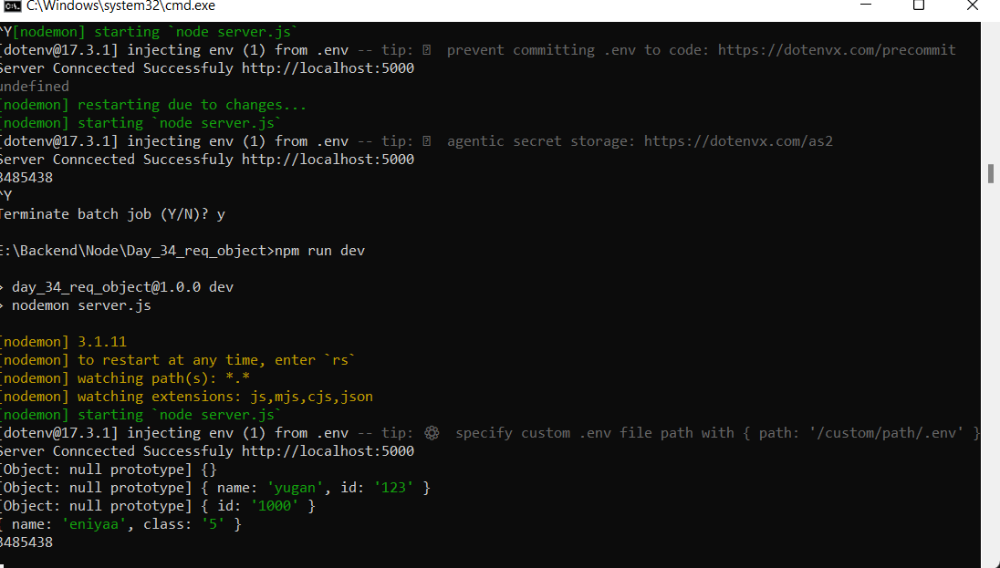 C:\Windows\system32\cmd.exe
^Y[nodemon] starting `node server.js`
[dotenv@17.3.1] injecting env (1) from .env -- tip: prevent committing .env to code: https://dotenvx.com/precommit
Server Conncected Successfuly http://localhost:5000
undefined
[nodemon] restarting due to changes...
[nodemon] starting `node server.js`
[dotenv@17.3.1] injecting env (1) from .env -- tip: agentic secret storage: https://dotenvx.com/as2
Server Conncected Successfuly http://localhost:5000
3485438
^Y
Terminate batch job (Y/N)? y
E:\Backend\Node\Day_34_req_object>npm run dev
> day_34_req_object@1.0.0 dev
> nodemon server.js
[nodemon] 3.1.11
[nodemon] to restart at any time, enter `rs`
[nodemon] watching path(s): *.*
[nodemon] watching extensions: js,mjs,cjs,json
[nodemon] starting `node server.js`
[dotenv@17.3.1] injecting env (1) from .env -- tip: ⚙ specify custom .env file path with { path: '/custom/path/.env' }
Server Conncected Successfuly http://localhost:5000
[Object: null prototype] {}
[Object: null prototype] { name: 'yugan', id: '123' }
[Object: null prototype] { id: '1000' }
{ name: 'eniyaa', class: '5' }
3485438